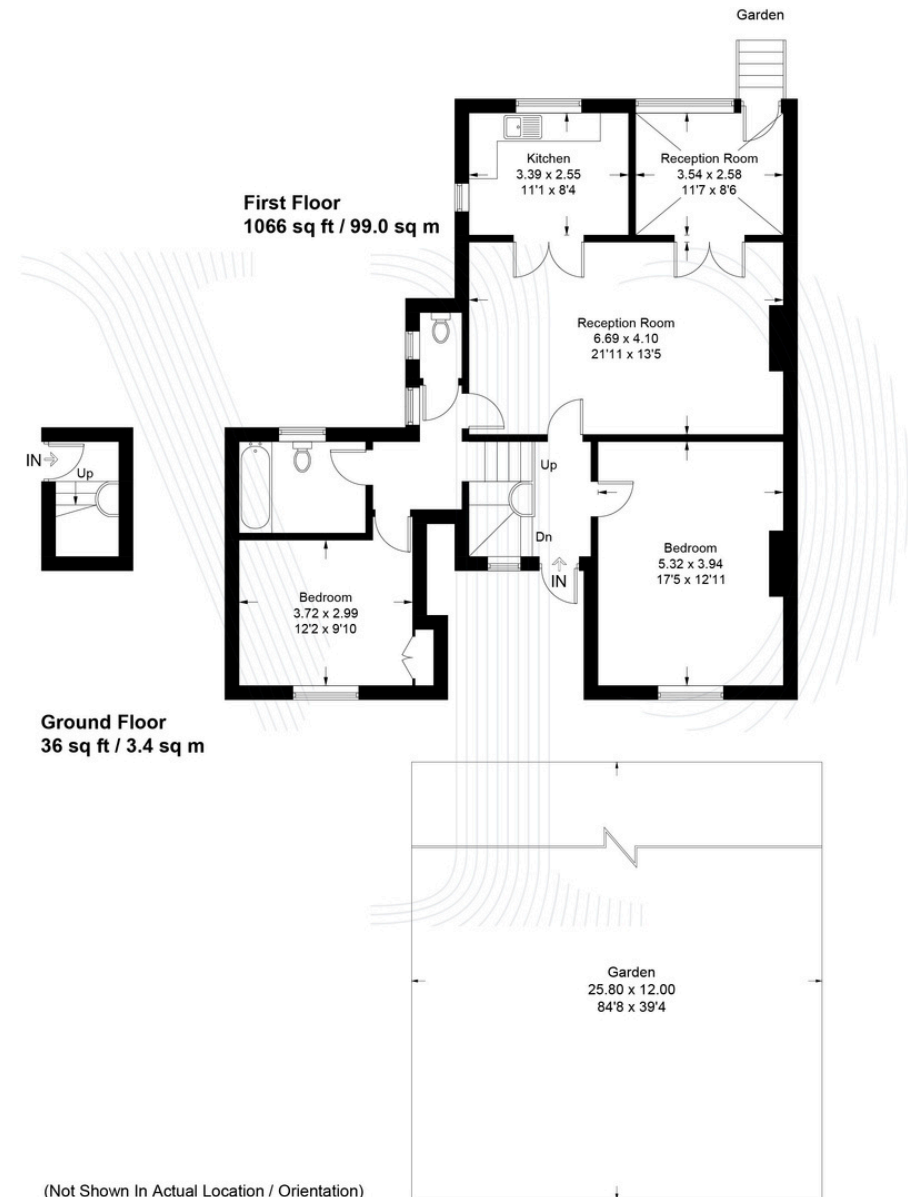 Garden
Kitchen
3.39 x 2.55
11'1 x 8'4
Reception Room
3.54 x 2.58
11'7 x 8'6
First Floor
1066 sq ft / 99.0 sq m
Reception Room
6.69 x 4.10
21'11 x 13'5
IN
Up
Up
Dn
IN
Bedroom
5.32 x 3.94
17'5 x 12'11
Bedroom
3.72 x 2.99
12'2 x 9'10
Ground Floor
36 sq ft / 3.4 sq m
Garden
25.80 x 12.00
84'8 x 39'4
(Not Shown In Actual Location / Orientation)